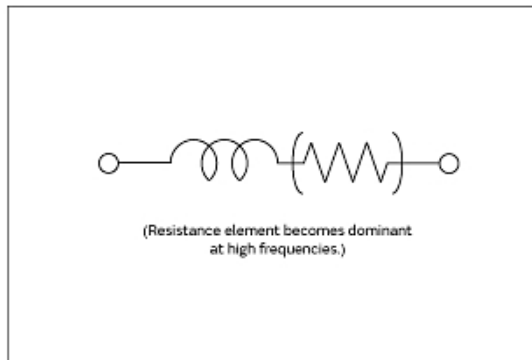 (Resistance element becomes dominant
at high frequencies.)